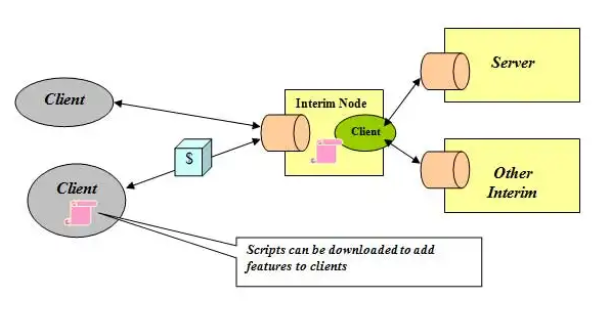 Server
Client
Interim Node
Client
$
Client
Other
Interim
Scripts can be downloaded to add
features to clients